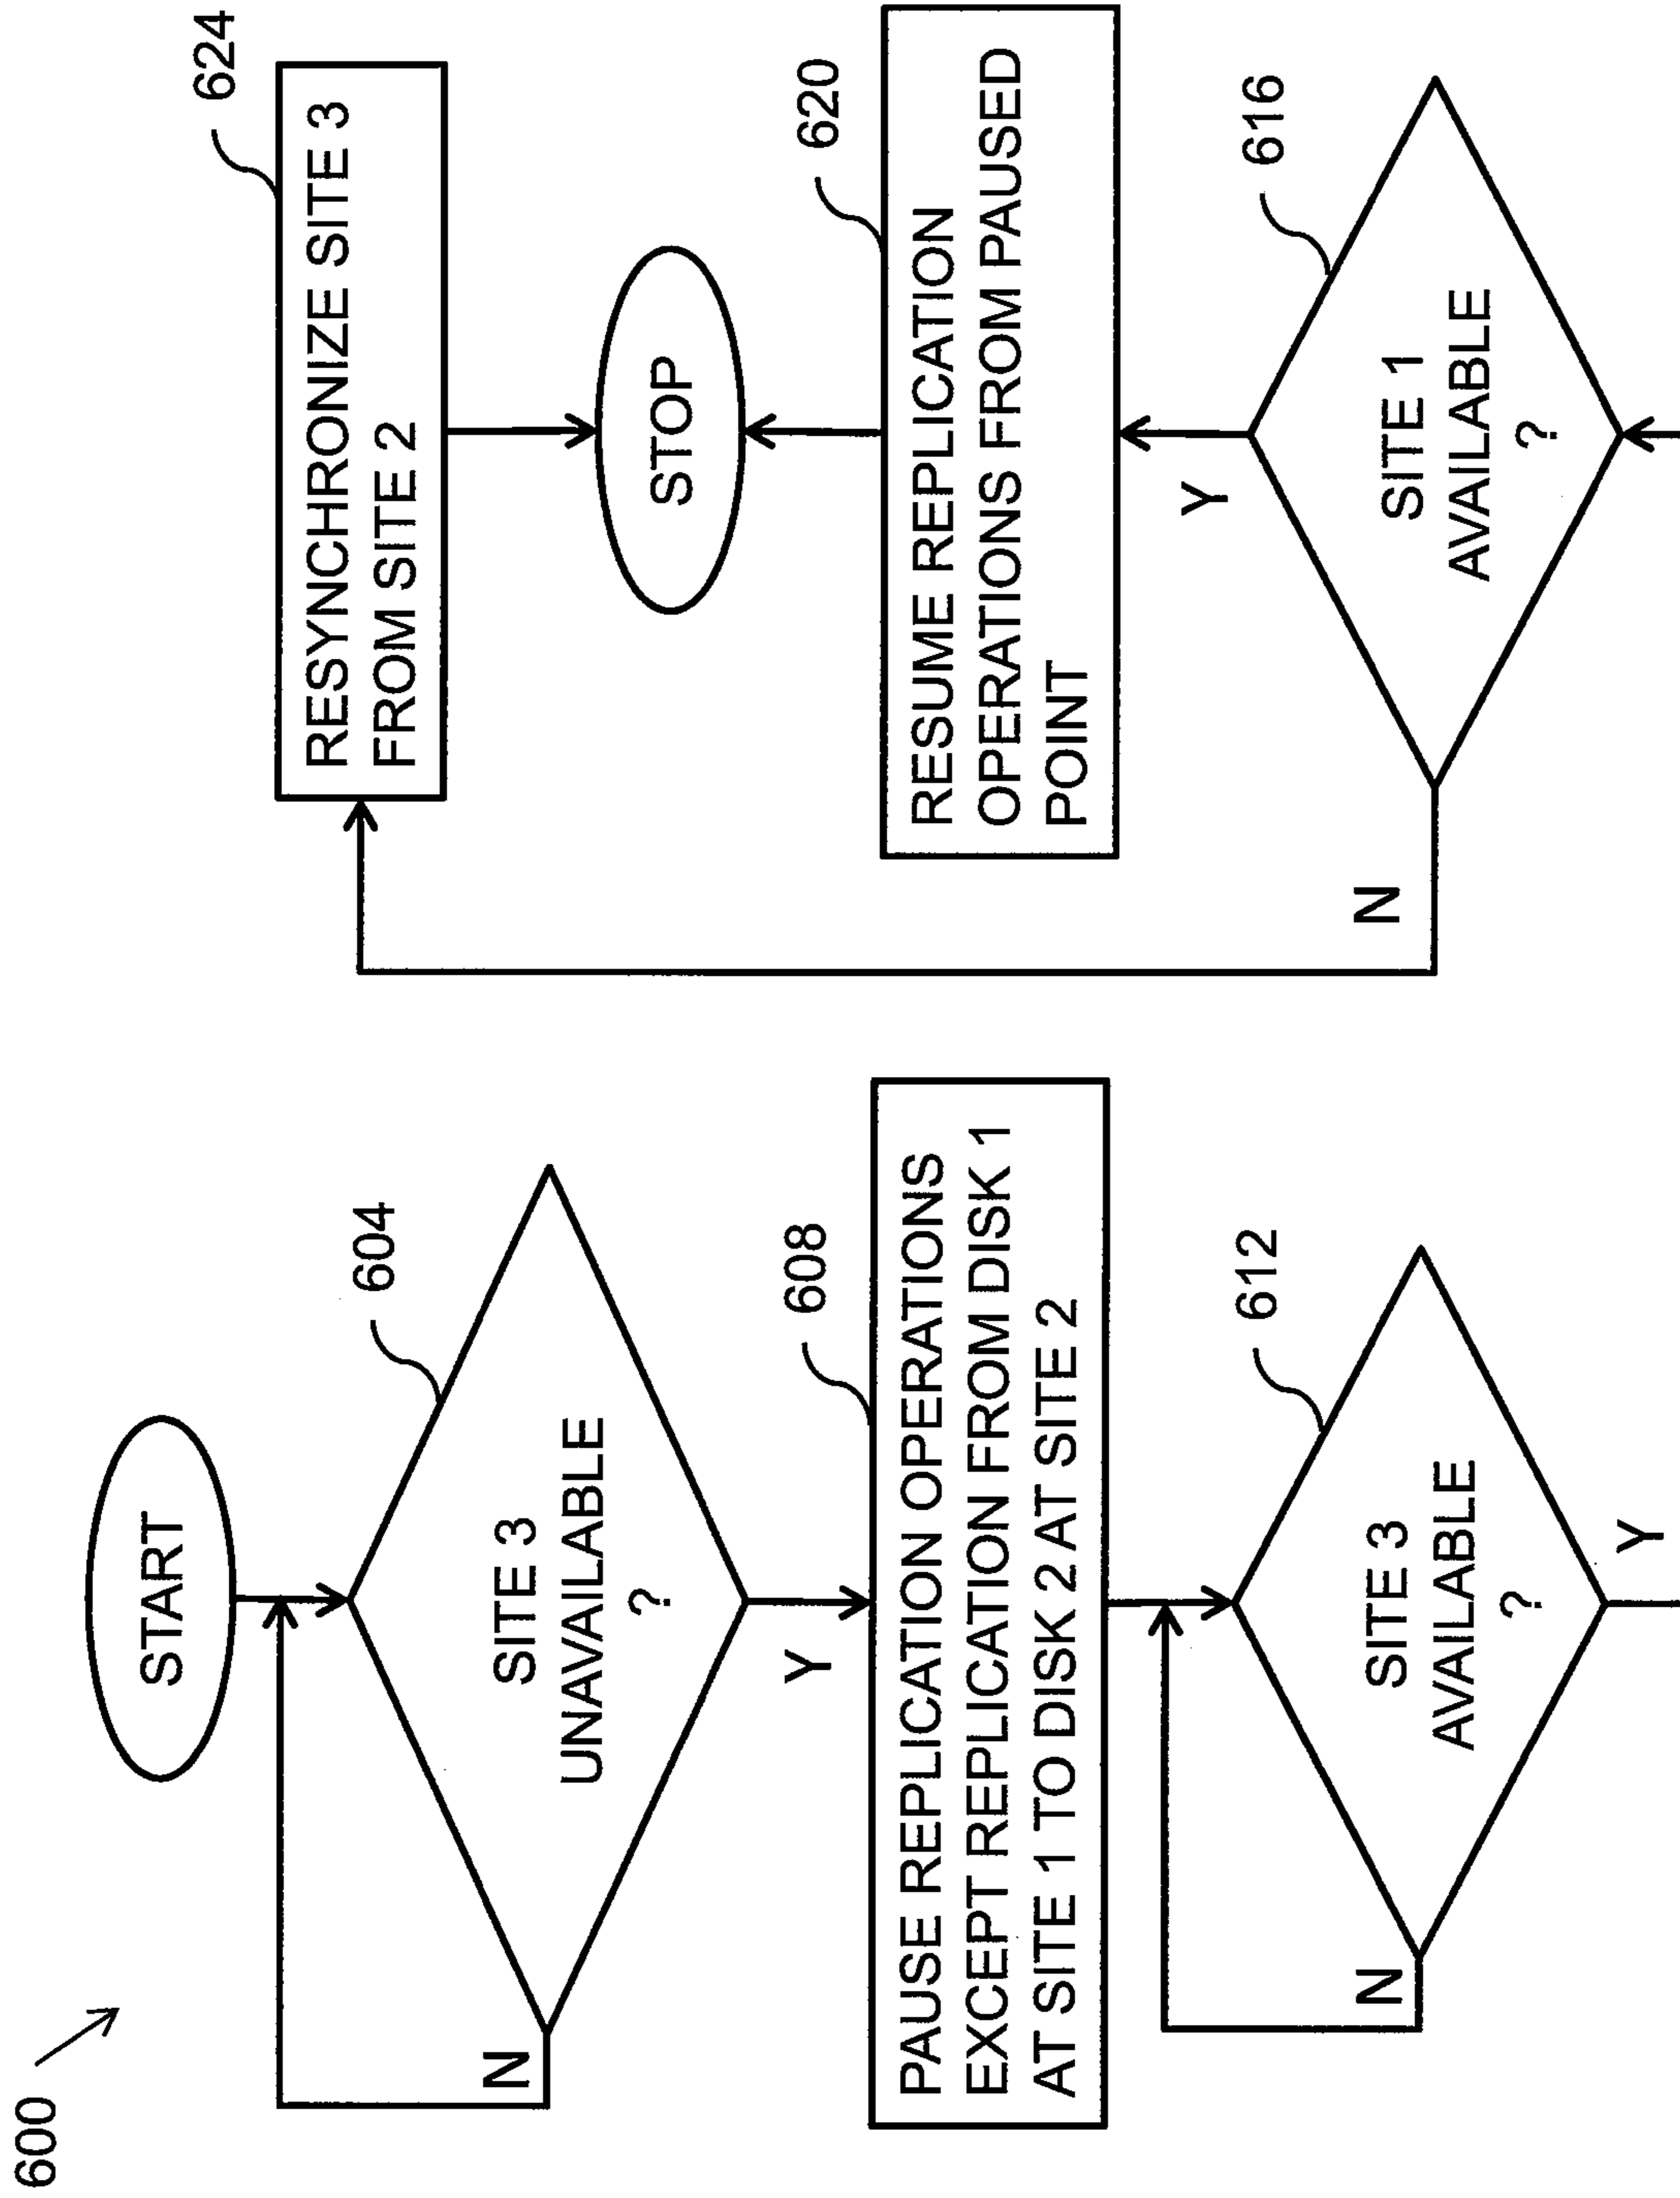 600
START
604
SITE 3
UNAVAILABLE
?
N
Y
608
PAUSE REPLICATION OPERATIONS
EXCEPT REPLICATION FROM DISK 1
AT SITE 1 TO DISK 2 AT SITE 2
612
SITE 3
AVAILABLE
?
N
Y
624
RESYNCHRONIZE SITE 3
FROM SITE 2
STOP
620
RESUME REPLICATION
OPERATIONS FROM PAUSED
POINT
Y
616
SITE 1
AVAILABLE
?
N